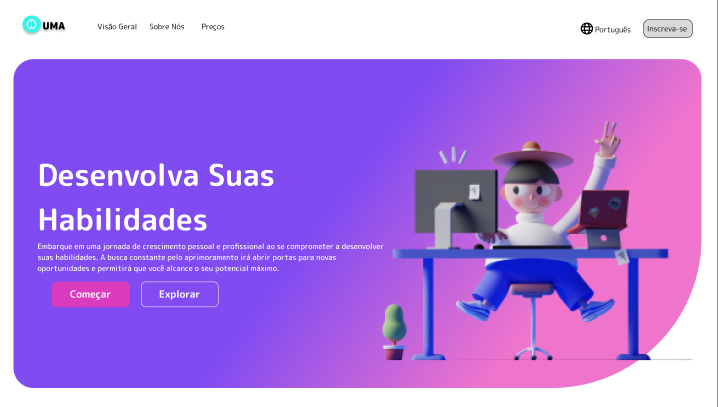 UMA
Visão Geral
Sobre Nós
Preços
Português
Inscreva-se
Desenvolva Suas
Habilidades
Embarque em uma jornada de crescimento pessoal e profissional ao se comprometer a desenvolver
suas habilidades. A busca constante pelo aprimoramento irá abrir portas para novas
oportunidades e permitirá que você alcance o seu potencial máximo.
Começar
Explorar